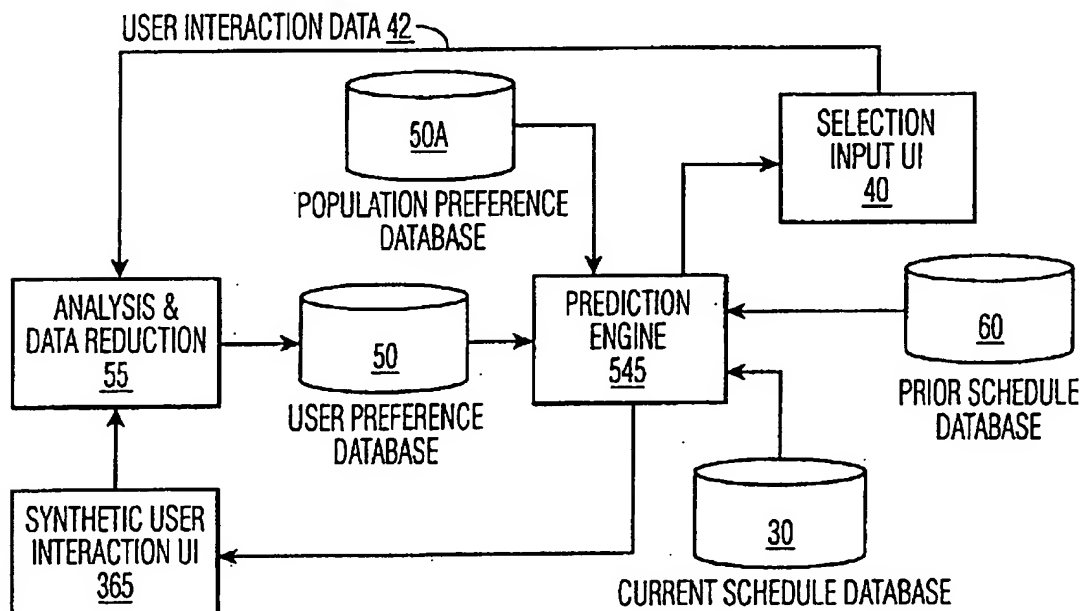 USER INTERACTION DATA 42
50A
POPULATION PREFERENCE
DATABASE
SELECTION
INPUT UI
40
ANALYSIS &
DATA REDUCTION
55
50
USER PREFERENCE
DATABASE
PREDICTION
ENGINE
545
60
PRIOR SCHEDULE
DATABASE
SYNTHETIC USER
INTERACTION UI
365
30
CURRENT SCHEDULE DATABASE